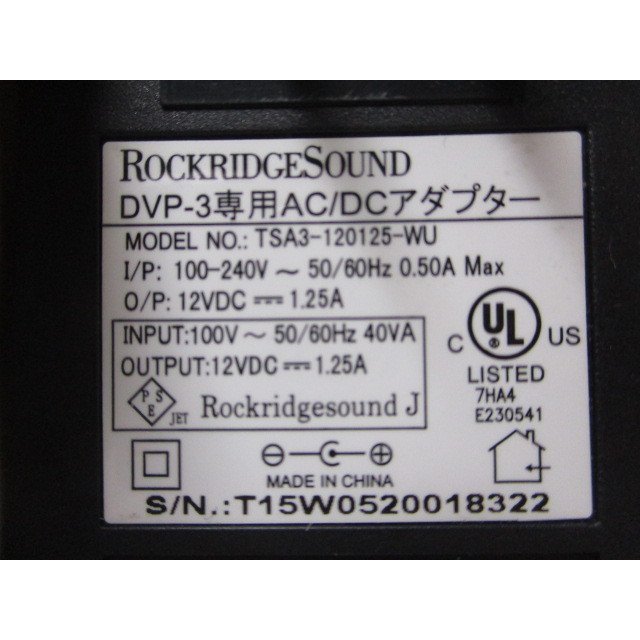 ROCKRIDGESOUND
DVP-3専用AC/DCアダプター
MODEL NO.: TSA3-120125-WU
I/P: 100-240V ～ 50/60Hz 0.50A Max
O/P: 12VDC ⎓ 1.25A
INPUT:100V ～ 50/60Hz 40VA
OUTPUT:12VDC ⎓ 1.25A
PSE JET Rockridgesound J
C UL ® US
LISTED
7HA4
E230541
MADE IN CHINA
S/N.:T15W0520018322